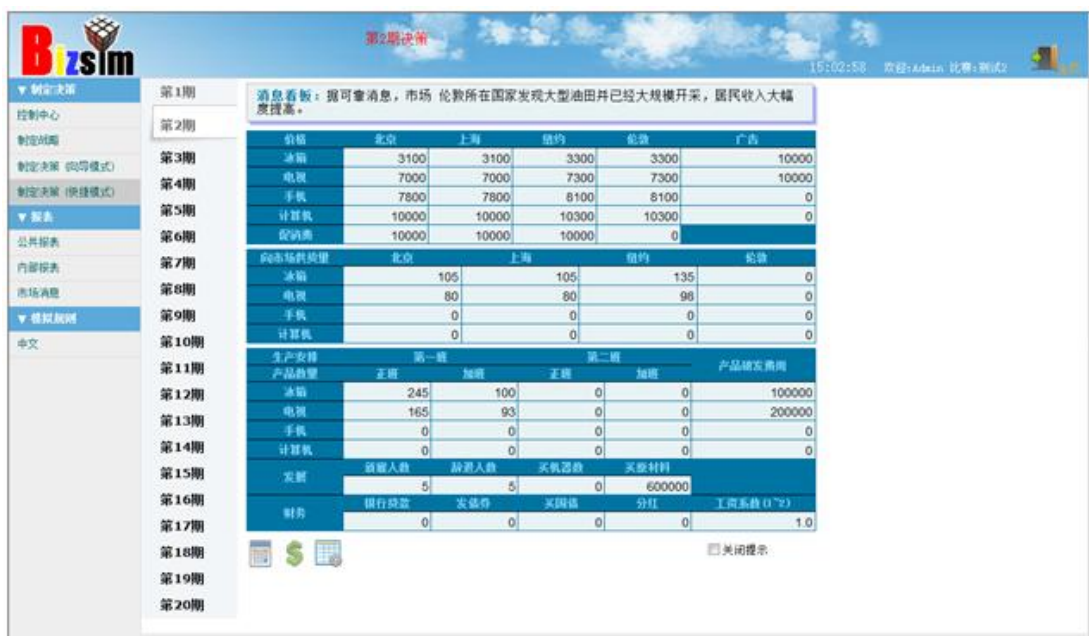 Bizsim
第2期决策
15:02:58 欢迎:Admin 比赛:测试2
▼ 制定决策
控制中心
制定战略
制定决策 (向导模式)
制定决策 (快捷模式)
▼ 报表
公共报表
内部报表
市场消息
▼ 模拟规则
中文
第1期
第2期
第3期
第4期
第5期
第6期
第7期
第8期
第9期
第10期
第11期
第12期
第13期
第14期
第15期
第16期
第17期
第18期
第19期
第20期
消息看板：据可靠消息，市场 伦敦所在国家发现大型油田并已经大规模开采，居民收入大幅
度提高。
价格 北京 上海 纽约 伦敦 广告
冰箱 3100 3100 3300 3300 10000
电视 7000 7000 7300 7300 10000
手机 7800 7800 8100 8100 0
计算机 10000 10000 10300 10300 0
促销费 10000 10000 10000 0
向市场供货量 北京 上海 纽约 伦敦
冰箱 105 105 135 0
电视 80 80 98 0
手机 0 0 0 0
计算机 0 0 0 0
生产安排 第一班 第二班 产品研发费用
产品数量 正班 加班 正班 加班
冰箱 245 100 0 0 100000
电视 165 93 0 0 200000
手机 0 0 0 0 0
计算机 0 0 0 0 0
发展 新雇人数 辞退人数 买机器数 买原材料
5 5 0 600000
财务 银行贷款 发债券 买国债 分红 工资系数(1~2)
0 0 0 0 1.0
关闭提示